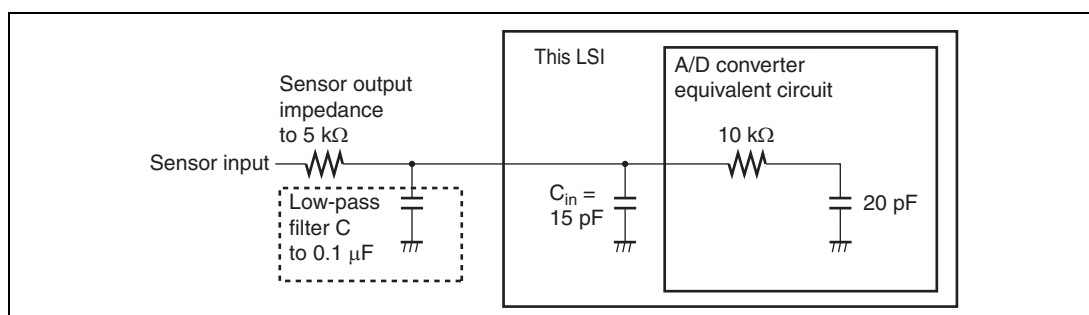 This LSI
A/D converter
equivalent circuit
Sensor output
impedance
to 5 kΩ
10 kΩ
Sensor input
Low-pass
filter C
to 0.1 μF
Cin =
15 pF
20 pF